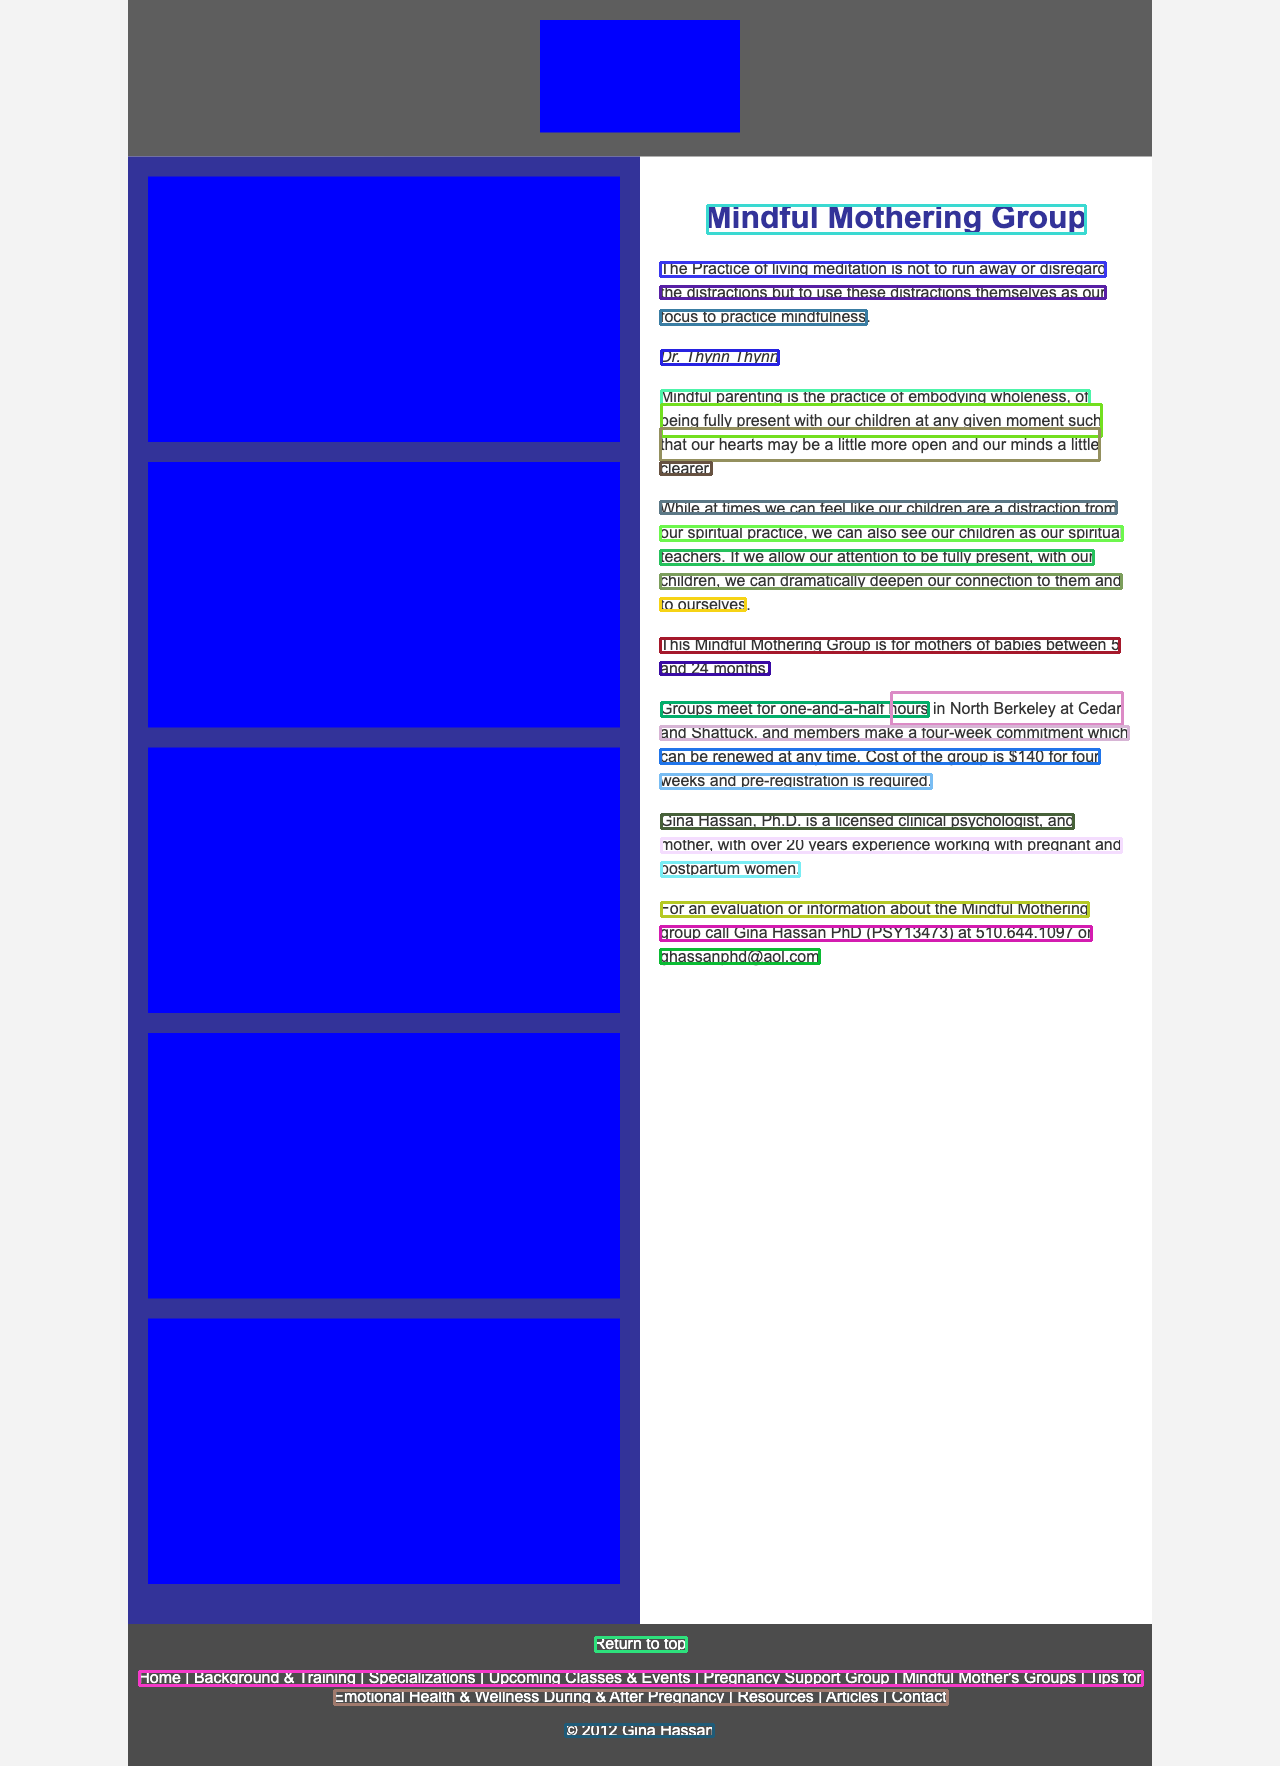 Mindful Mothering Group
The Practice of living meditation is not to run away or disregard
the distractions but to use these distractions themselves as our
focus to practice mindfulness.
Dr. Thynn Thynn
Mindful parenting is the practice of embodying wholeness, of
being fully present with our children at any given moment such
that our hearts may be a little more open and our minds a little
clearer.
While at times we can feel like our children are a distraction from
our spiritual practice, we can also see our children as our spiritual
teachers. If we allow our attention to be fully present, with our
children, we can dramatically deepen our connection to them and
to ourselves.
This Mindful Mothering Group is for mothers of babies between 5
and 24 months.
Groups meet for one-and-a-half hours in North Berkeley at Cedar
and Shattuck, and members make a four-week commitment which
can be renewed at any time. Cost of the group is $140 for four
weeks and pre-registration is required.
Gina Hassan, Ph.D. is a licensed clinical psychologist, and
mother, with over 20 years experience working with pregnant and
postpartum women.
For an evaluation or information about the Mindful Mothering
group call Gina Hassan PhD (PSY13473) at 510.644.1097 or
ghassanphd@aol.com
Return to top
Home | Background & Training | Specializations | Upcoming Classes & Events | Pregnancy Support Group | Mindful Mother's Groups | Tips for
Emotional Health & Wellness During & After Pregnancy | Resources | Articles | Contact
© 2012 Gina Hassan